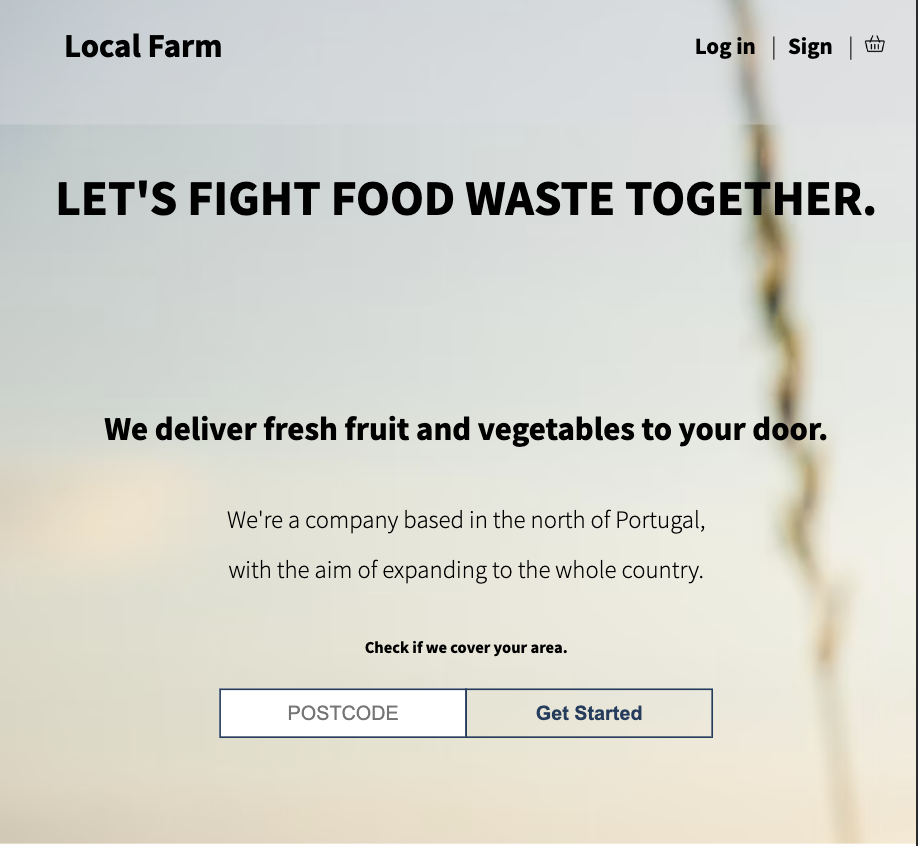 Local Farm
Log in | Sign |
LET'S FIGHT FOOD WASTE TOGETHER.
We deliver fresh fruit and vegetables to your door.
We're a company based in the north of Portugal,
with the aim of expanding to the whole country.
Check if we cover your area.
POSTCODE
Get Started